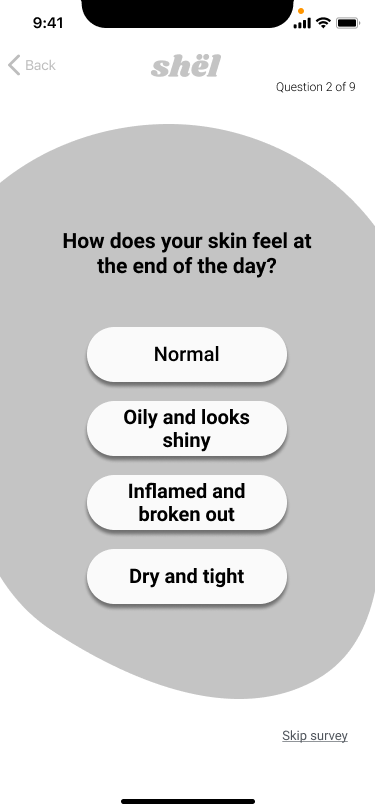 9:41
Back
shël
Question 2 of 9
How does your skin feel at
the end of the day?
Normal
Oily and looks
shiny
Inflamed and
broken out
Dry and tight
Skip survey